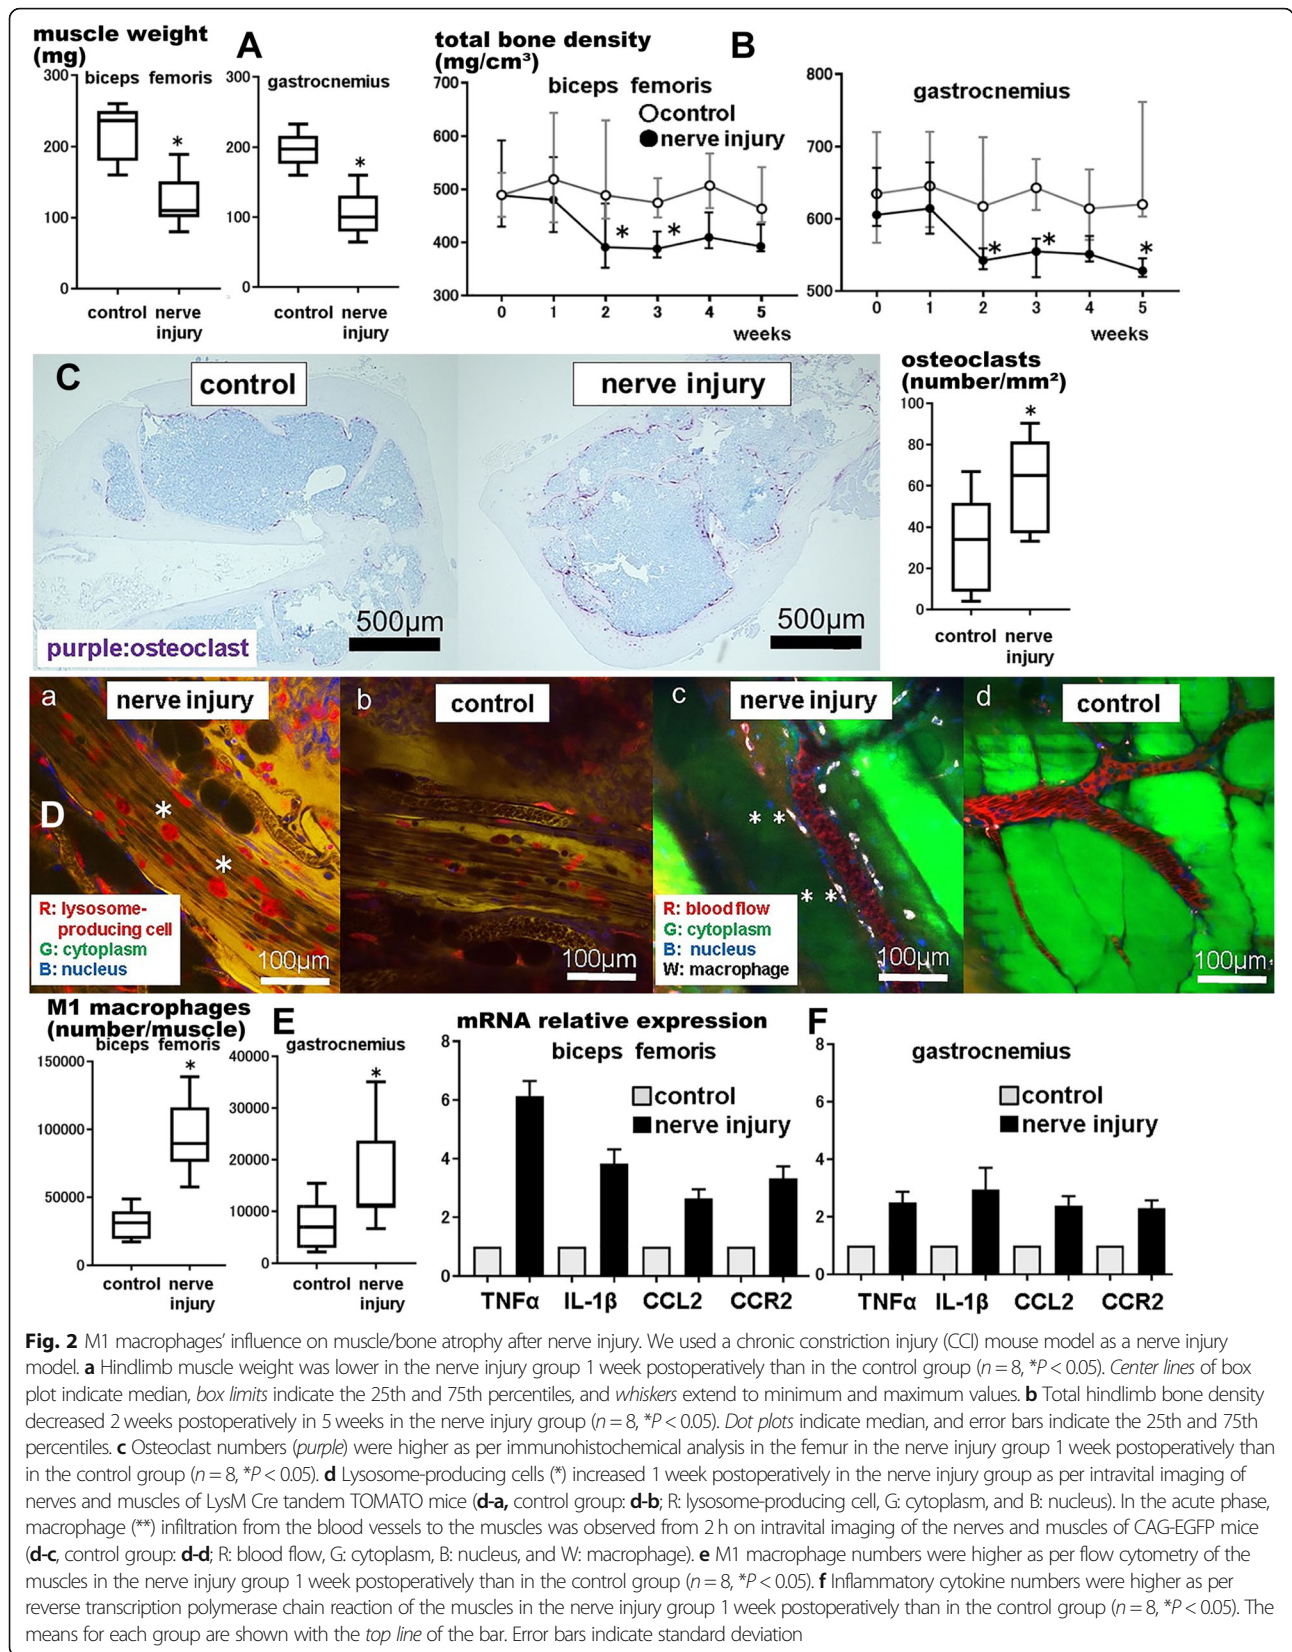 muscle weight
(mg)
A
biceps femoris
300
200
100
0
*
control nerve
injury
gastrocnemius
300
200
100
0
*
control nerve
injury
total bone density
(mg/cm³)
B
biceps femoris
control
nerve injury
700
600
500
400
300
* *
0 1 2 3 4 5
weeks
gastrocnemius
800
700
600
500
* * *
0 1 2 3 4 5
weeks
C
control
nerve injury
500µm
500µm
purple:osteoclast
osteoclasts
(number/mm²)
100
80
60
40
20
0
*
control nerve
injury
D
a
nerve injury
*
*
R: lysosome-
producing cell
G: cytoplasm
B: nucleus
100µm
b
control
100µm
c
nerve injury
* *
* *
R: blood flow
G: cytoplasm
B: nucleus
W: macrophage
100µm
d
control
100µm
M1 macrophages
(number/muscle)
E
biceps femoris
150000
100000
50000
0
*
control nerve
injury
gastrocnemius
40000
30000
20000
10000
0
*
control nerve
injury
mRNA relative expression
F
biceps femoris
control
nerve injury
8
6
4
2
0
TNFα IL-1β CCL2 CCR2
gastrocnemius
control
nerve injury
8
6
4
2
0
TNFα IL-1β CCL2 CCR2
Fig. 2 M1 macrophages' influence on muscle/bone atrophy after nerve injury. We used a chronic constriction injury (CCI) mouse model as a nerve injury
model. a Hindlimb muscle weight was lower in the nerve injury group 1 week postoperatively than in the control group (n = 8, *P < 0.05). Center lines of box
plot indicate median, box limits indicate the 25th and 75th percentiles, and whiskers extend to minimum and maximum values. b Total hindlimb bone density
decreased 2 weeks postoperatively in 5 weeks in the nerve injury group (n = 8, *P < 0.05). Dot plots indicate median, and error bars indicate the 25th and 75th
percentiles. c Osteoclast numbers (purple) were higher as per immunohistochemical analysis in the femur in the nerve injury group 1 week postoperatively than
in the control group (n = 8, *P < 0.05). d Lysosome-producing cells (*) increased 1 week postoperatively in the nerve injury group as per intravital imaging of
nerves and muscles of LysM Cre tandem TOMATO mice (d-a, control group: d-b; R: lysosome-producing cell, G: cytoplasm, and B: nucleus). In the acute phase,
macrophage (**) infiltration from the blood vessels to the muscles was observed from 2 h on intravital imaging of the nerves and muscles of CAG-EGFP mice
(d-c, control group: d-d; R: blood flow, G: cytoplasm, B: nucleus, and W: macrophage). e M1 macrophage numbers were higher as per flow cytometry of the
muscles in the nerve injury group 1 week postoperatively than in the control group (n = 8, *P < 0.05). f Inflammatory cytokine numbers were higher as per
reverse transcription polymerase chain reaction of the muscles in the nerve injury group 1 week postoperatively than in the control group (n = 8, *P < 0.05). The
means for each group are shown with the top line of the bar. Error bars indicate standard deviation